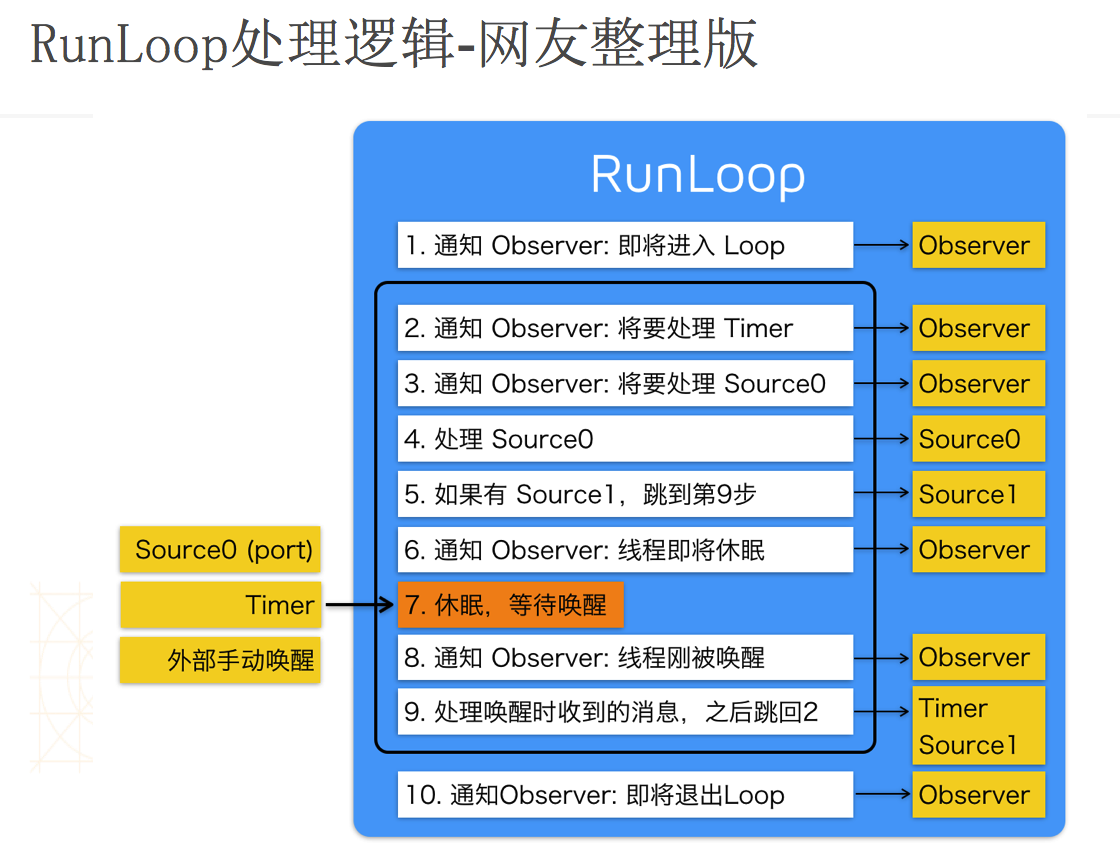 RunLoop处理逻辑-网友整理版
RunLoop
1. 通知 Observer: 即将进入 Loop
Observer
2. 通知 Observer: 将要处理 Timer
Observer
3. 通知 Observer: 将要处理 Source0
Observer
4. 处理 Source0
Source0
5. 如果有 Source1，跳到第9步
Source1
6. 通知 Observer: 线程即将休眠
Observer
Source0 (port)
Timer
外部手动唤醒
7. 休眠，等待唤醒
8. 通知 Observer: 线程刚被唤醒
Observer
9. 处理唤醒时收到的消息，之后跳回2
Timer
Source1
10. 通知Observer: 即将退出Loop
Observer